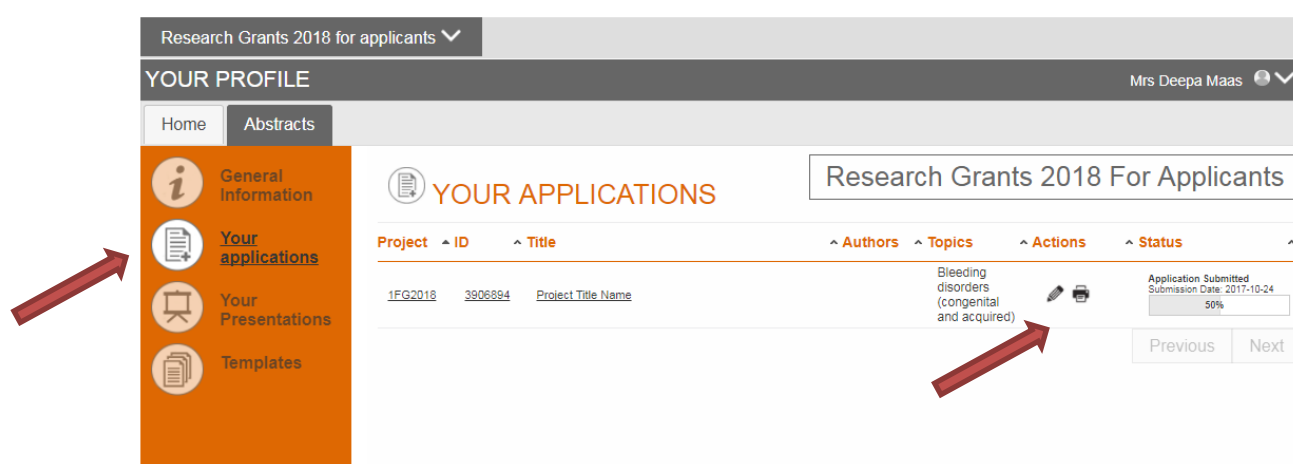 Research Grants 2018 for applicants
YOUR PROFILE
Mrs Deepa Maas
Home
Abstracts
General
Information
Your
applications
Your
Presentations
Templates
YOUR APPLICATIONS
Research Grants 2018 For Applicants
Project ID Title Authors Topics Actions Status
1FG2018 3906894 Project Title Name
Bleeding
disorders
(congenital
and acquired)
Application Submitted
Submission Date: 2017-10-24
50%
Previous Next